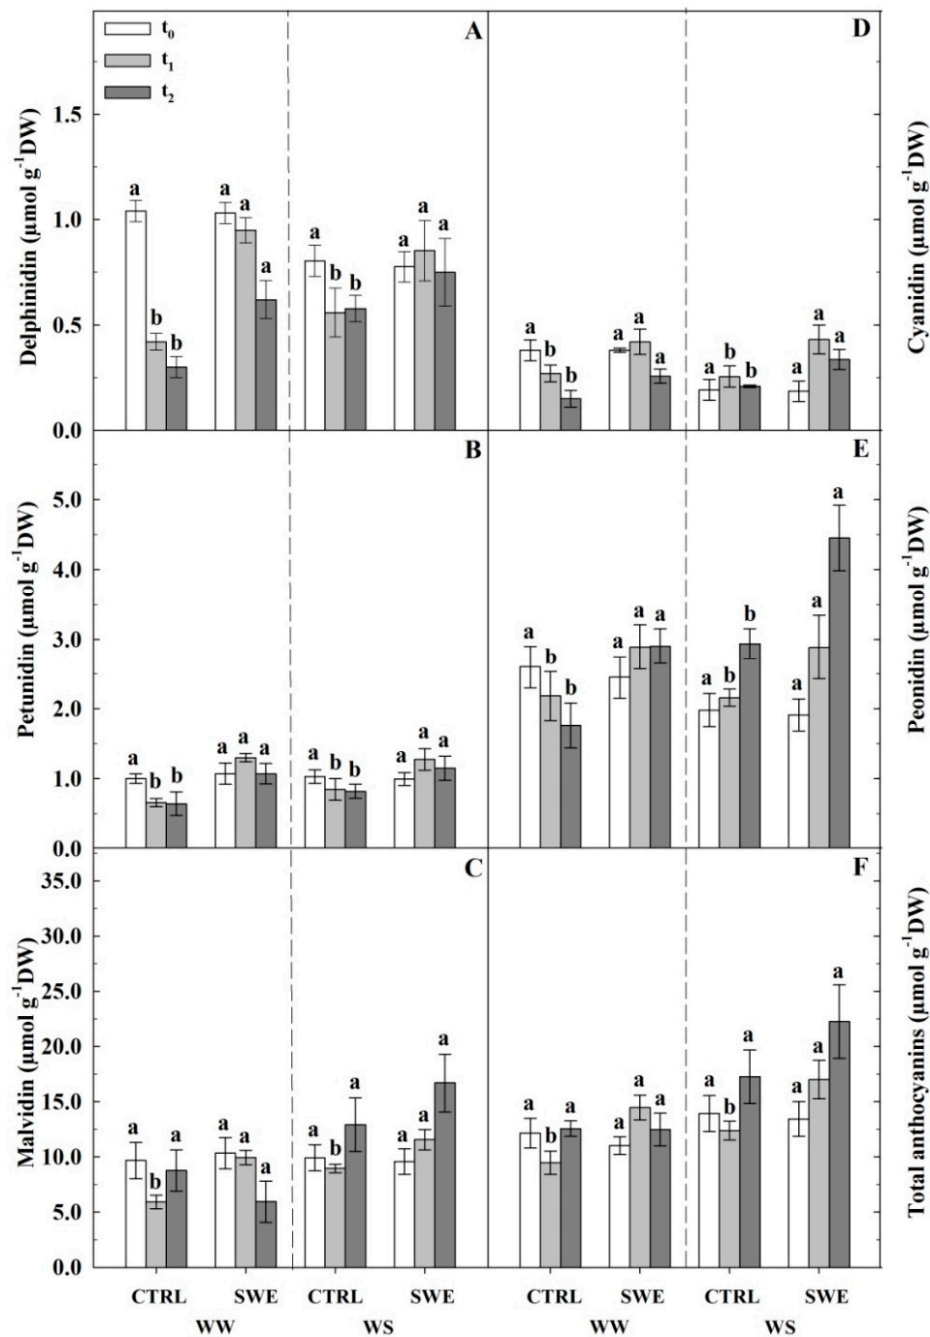 t0
t1
t2
A
D
Delphinidin (µmol g-1DW)
1.5
1.0
0.5
0.0
a
b
b
a
a
a
a
b
b
a
a
a
Cyanidin (µmol g-1DW)
a
b
b
a
a
a
a
b
b
a
a
a
B
E
Petunidin (µmol g-1DW)
5.0
4.0
3.0
2.0
1.0
0.0
a
b
b
a
a
a
a
b
b
a
a
a
Peonidin (µmol g-1DW)
a
b
b
a
a
a
a
b
b
a
a
a
C
F
Malvidin (µmol g-1DW)
35.0
30.0
25.0
20.0
15.0
10.0
5.0
0.0
a
b
a
a
a
a
a
b
a
a
a
a
Total anthocyanins (µmol g-1DW)
a
b
a
a
a
a
a
b
a
a
a
a
CTRL SWE CTRL SWE CTRL SWE CTRL SWE
WW WS WW WS